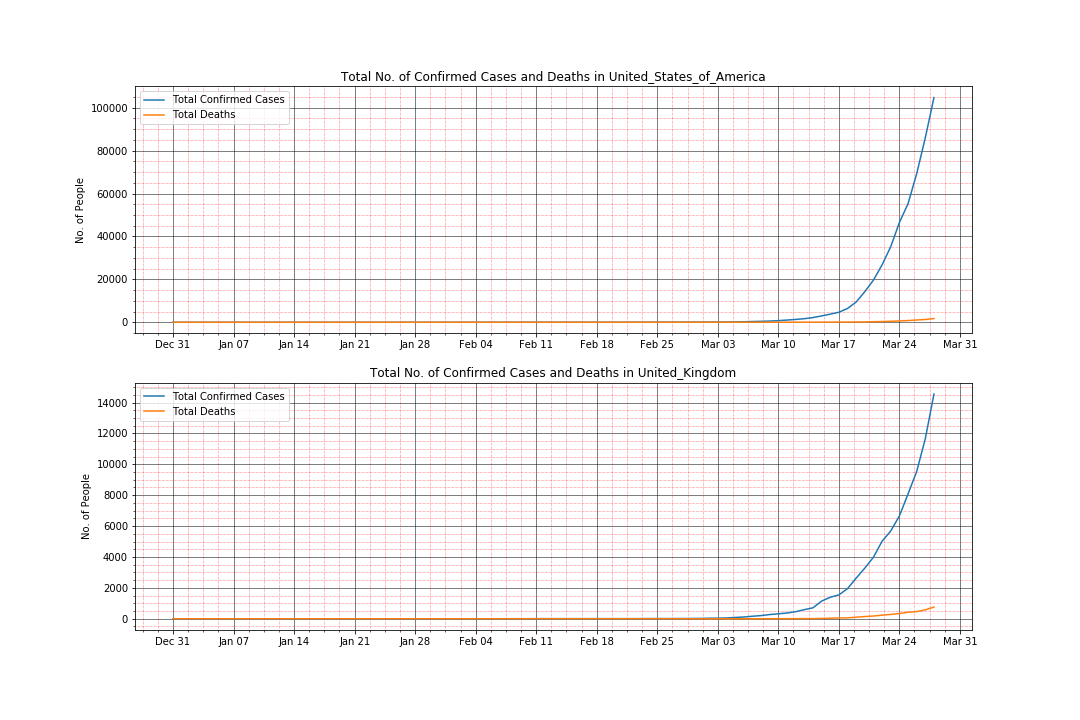 Total No. of Confirmed Cases and Deaths in United_States_of_America
Total Confirmed Cases
Total Deaths
No. of People
100000
80000
60000
40000
20000
0
Dec 31 Jan 07 Jan 14 Jan 21 Jan 28 Feb 04 Feb 11 Feb 18 Feb 25 Mar 03 Mar 10 Mar 17 Mar 24 Mar 31
Total No. of Confirmed Cases and Deaths in United_Kingdom
Total Confirmed Cases
Total Deaths
No. of People
14000
12000
10000
8000
6000
4000
2000
0
Dec 31 Jan 07 Jan 14 Jan 21 Jan 28 Feb 04 Feb 11 Feb 18 Feb 25 Mar 03 Mar 10 Mar 17 Mar 24 Mar 31